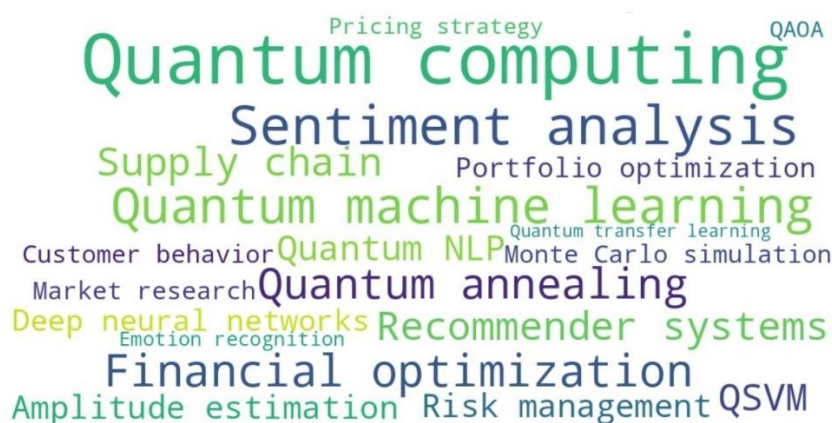 Pricing strategy QAOA
Quantum computing
Sentiment analysis
Supply chain Portfolio optimization
Quantum machine learning
Quantum transfer learning
Customer behavior Quantum NLP Monte Carlo simulation
Market research Quantum annealing
Deep neural networks Recommender systems
Emotion recognition
Financial optimization
Amplitude estimation Risk management QSVM